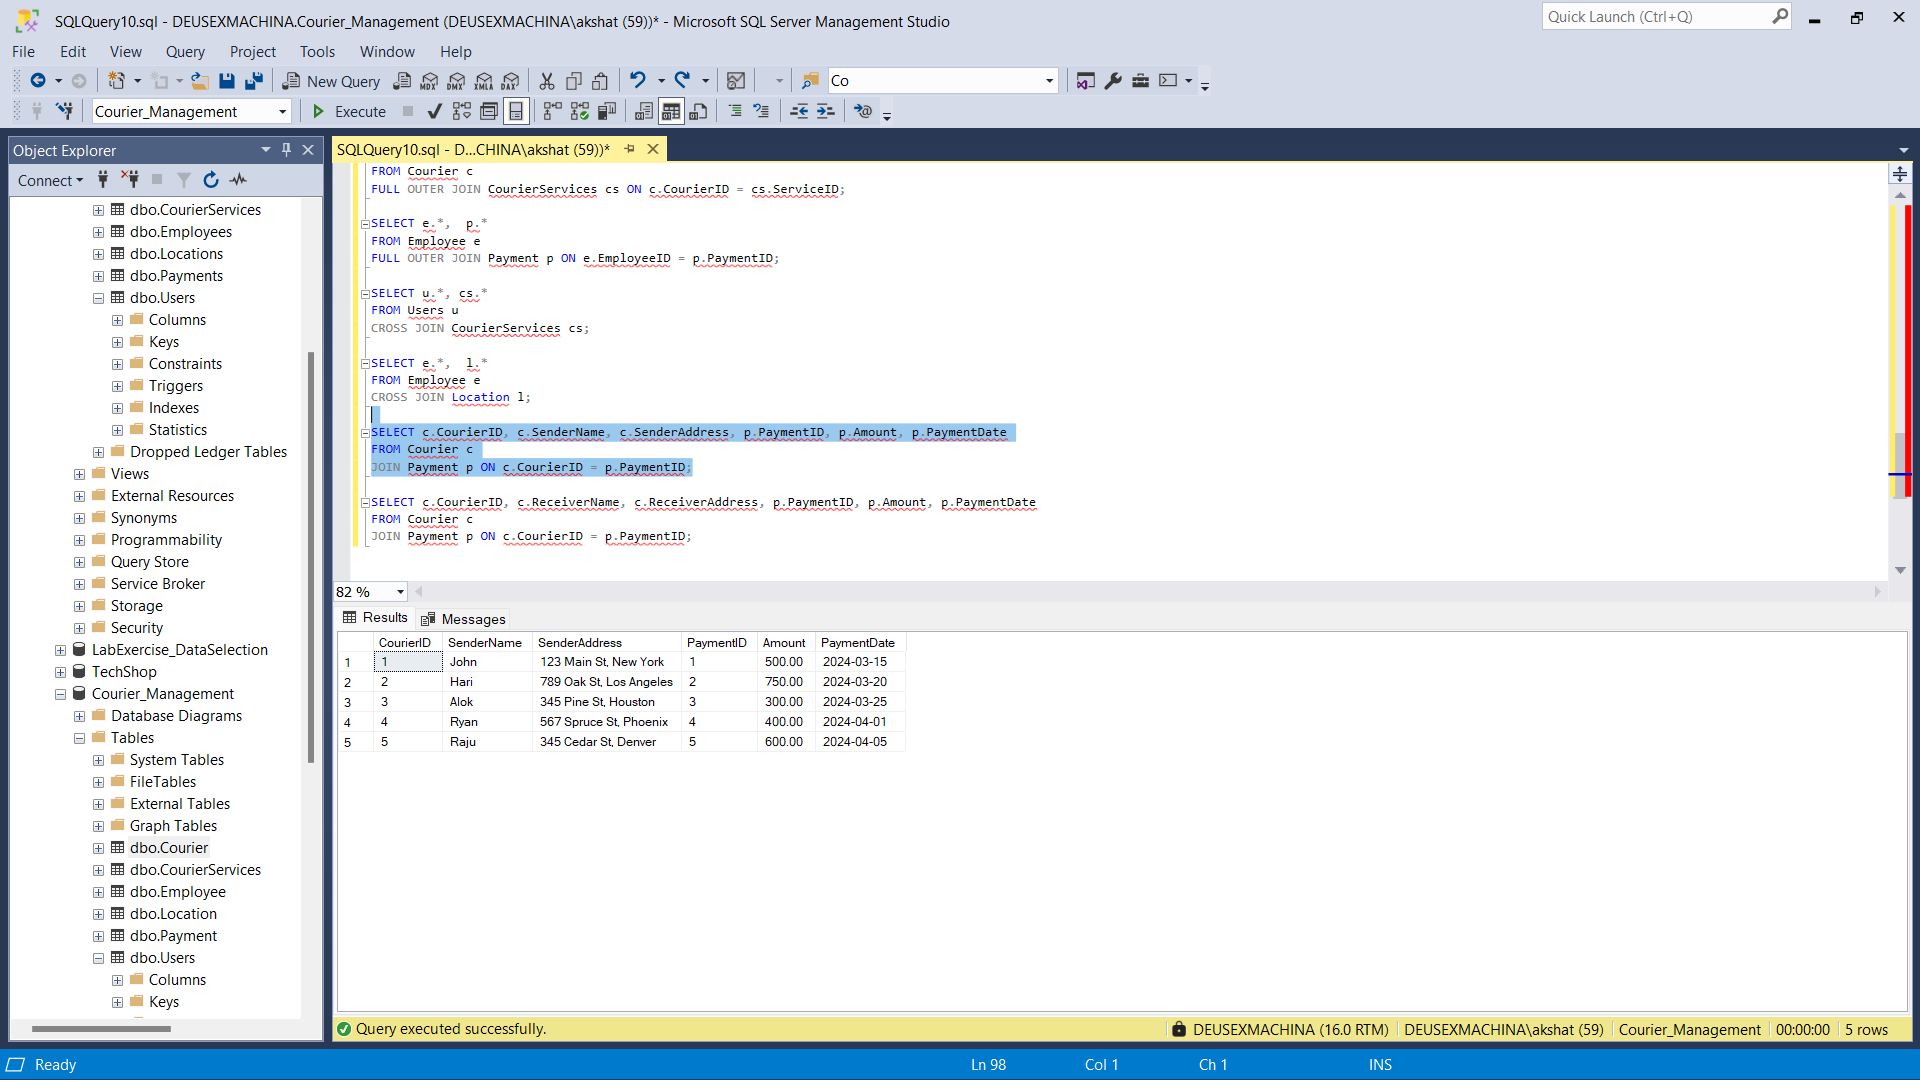 SQLQuery10.sql - DEUSEXMACHINA.Courier_Management (DEUSEXMACHINA\akshat (59))* - Microsoft SQL Server Management Studio
Quick Launch (Ctrl+Q)
File Edit View Query Project Tools Window Help
New Query MDX DMX XMLA DAX Co
Courier_Management Execute
Object Explorer
Connect
dbo.CourierServices
dbo.Employees
dbo.Locations
dbo.Payments
dbo.Users
Columns
Keys
Constraints
Triggers
Indexes
Statistics
Dropped Ledger Tables
Views
External Resources
Synonyms
Programmability
Query Store
Service Broker
Storage
Security
LabExercise_DataSelection
TechShop
Courier_Management
Database Diagrams
Tables
System Tables
FileTables
External Tables
Graph Tables
dbo.Courier
dbo.CourierServices
dbo.Employee
dbo.Location
dbo.Payment
dbo.Users
Columns
Keys
SQLQuery10.sql - D...CHINA\akshat (59))*
FROM Courier c
FULL OUTER JOIN CourierServices cs ON c.CourierID = cs.ServiceID;
SELECT e.*,  p.*
FROM Employee e
FULL OUTER JOIN Payment p ON e.EmployeeID = p.PaymentID;
SELECT u.*, cs.*
FROM Users u
CROSS JOIN CourierServices cs;
SELECT e.*,  l.*
FROM Employee e
CROSS JOIN Location l;
SELECT c.CourierID, c.SenderName, c.SenderAddress, p.PaymentID, p.Amount, p.PaymentDate
FROM Courier c
JOIN Payment p ON c.CourierID = p.PaymentID;
SELECT c.CourierID, c.ReceiverName, c.ReceiverAddress, p.PaymentID, p.Amount, p.PaymentDate
FROM Courier c
JOIN Payment p ON c.CourierID = p.PaymentID;
82 %
Results Messages
CourierID SenderName SenderAddress PaymentID Amount PaymentDate
1 1 John 123 Main St, New York 1 500.00 2024-03-15
2 2 Hari 789 Oak St, Los Angeles 2 750.00 2024-03-20
3 3 Alok 345 Pine St, Houston 3 300.00 2024-03-25
4 4 Ryan 567 Spruce St, Phoenix 4 400.00 2024-04-01
5 5 Raju 345 Cedar St, Denver 5 600.00 2024-04-05
Query executed successfully. DEUSEXMACHINA (16.0 RTM) DEUSEXMACHINA\akshat (59) Courier_Management 00:00:00 5 rows
Ready Ln 98 Col 1 Ch 1 INS